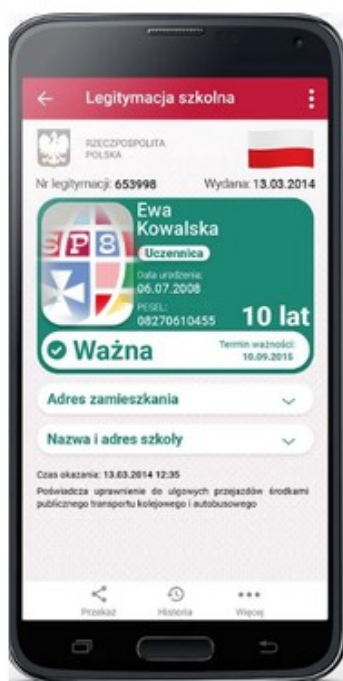 Legitymacja szkolna
RZECZPOSPOLITA
POLSKA
Nr legitymacji: 653998 Wydana: 13.03.2014
SP8
Ewa
Kowalska
Uczennica
Data urodzenia:
06.07.2008
PESEL:
08270610455
10 lat
Ważna
Termin ważności:
10.09.2015
Adres zamieszkania
Nazwa i adres szkoły
Czas okazania: 13.03.2014 12:35
Poświadcza uprawnienie do ulgowych przejazdów środkami
publicznego transportu kolejowego i autobusowego
Przekaż Historia Więcej